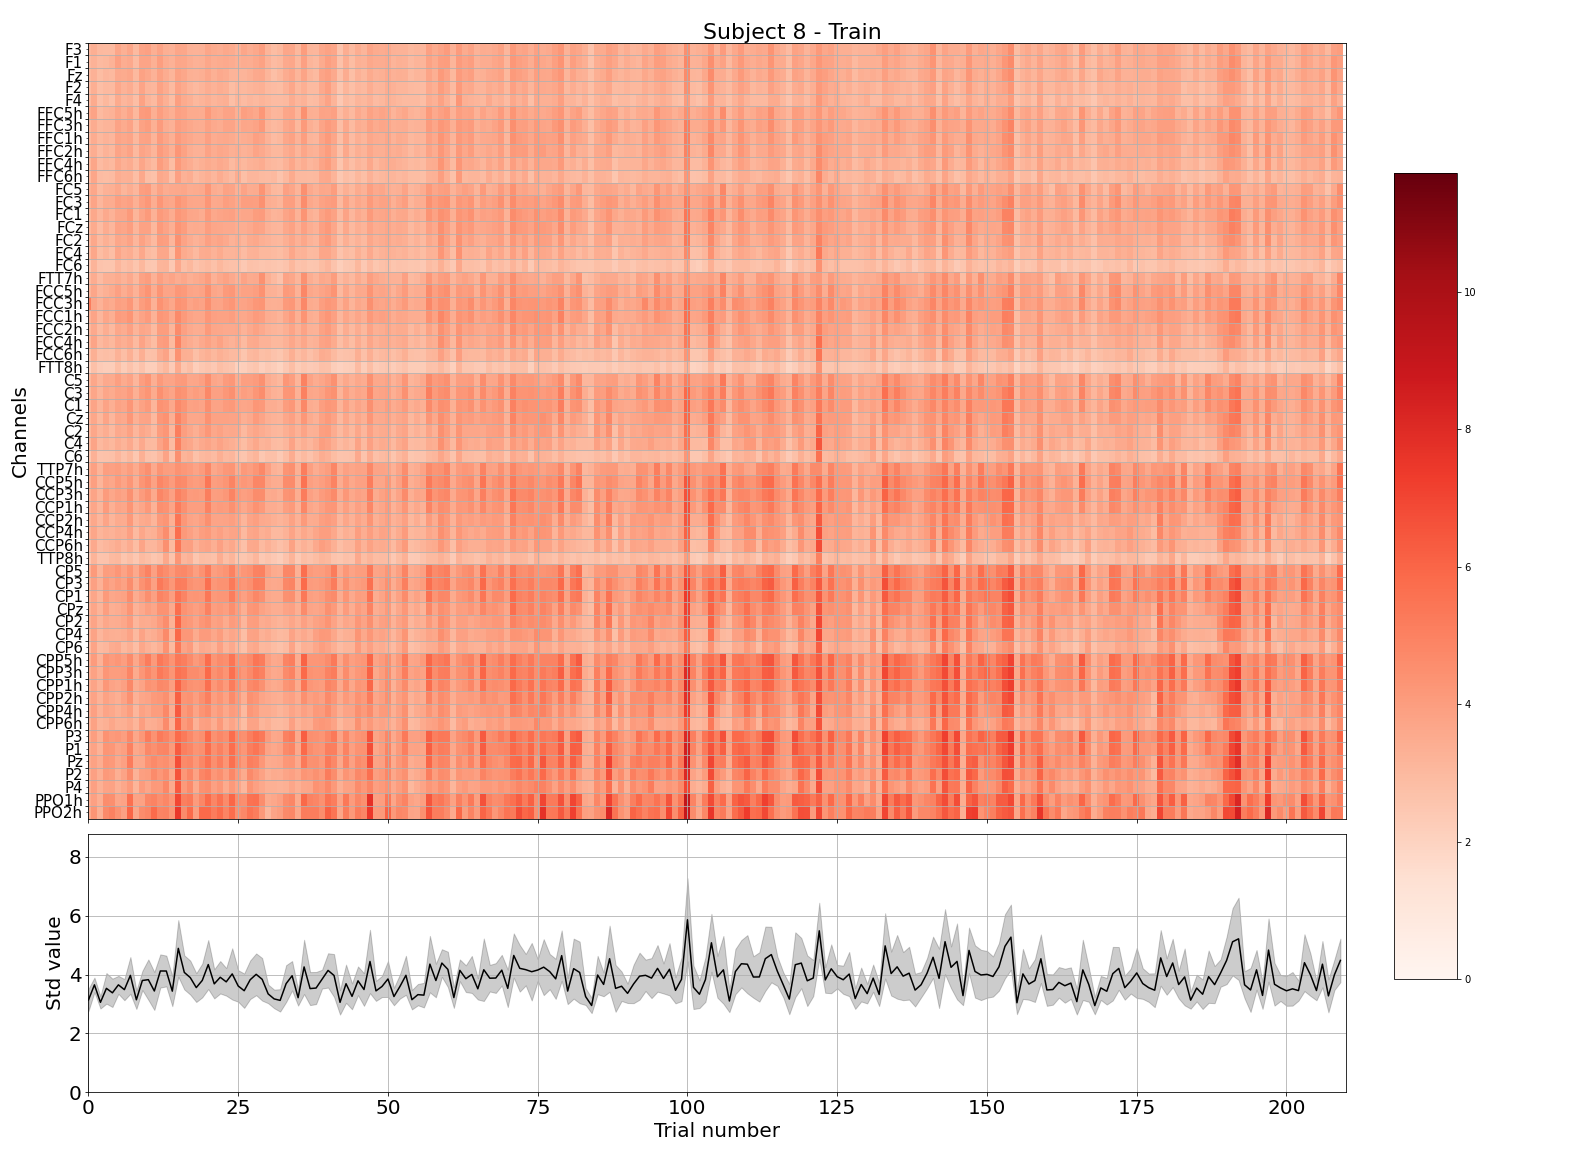 Subject 8 - Train
Channels
F3
F1
Fz
F2
F4
FFC5h
FFC3h
FFC1h
FFC2h
FFC4h
FFC6h
FC5
FC3
FC1
FCz
FC2
FC4
FC6
FTT7h
FCC5h
FCC3h
FCC1h
FCC2h
FCC4h
FCC6h
FTT8h
C5
C3
C1
Cz
C2
C4
C6
TTP7h
CCP5h
CCP3h
CCP1h
CCP2h
CCP4h
CCP6h
TTP8h
CP5
CP3
CP1
CPz
CP2
CP4
CP6
CPP5h
CPP3h
CPP1h
CPP2h
CPP4h
CPP6h
P3
P1
Pz
P2
P4
PPO1h
PPO2h
10
8
6
4
2
0
Std value
8
6
4
2
0
0 25 50 75 100 125 150 175 200
Trial number